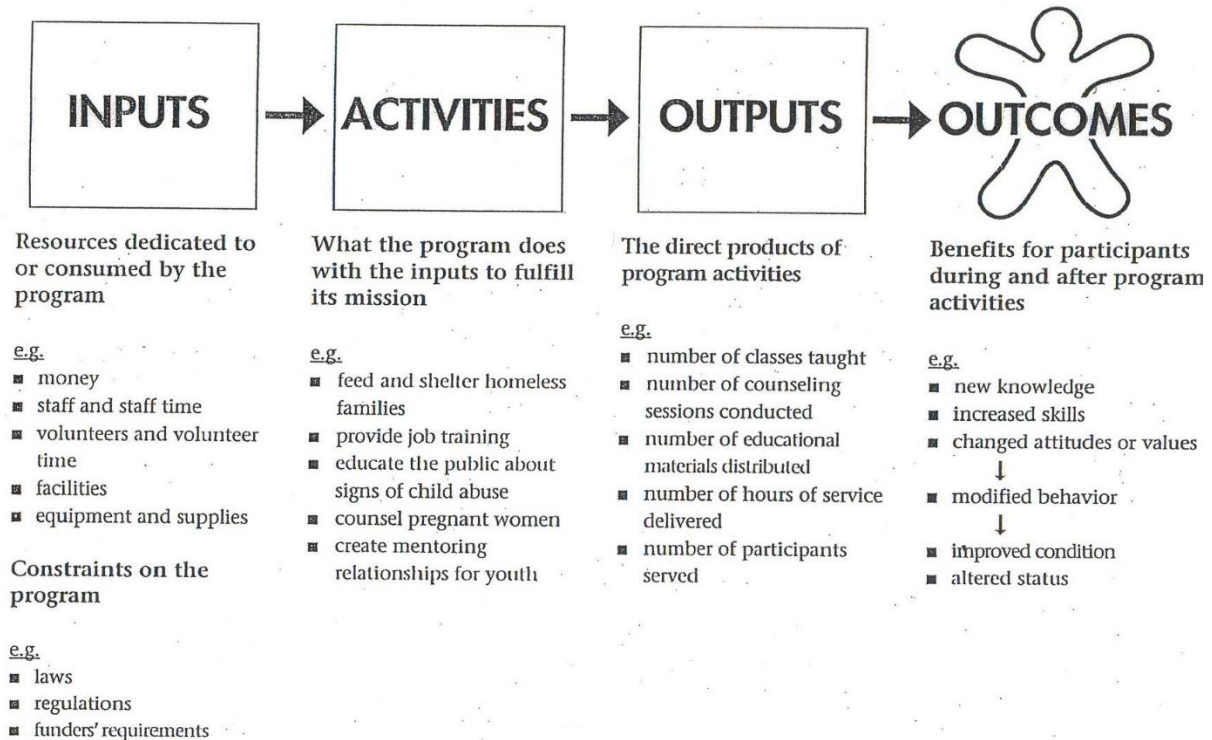 INPUTS
ACTIVITIES
OUTPUTS
OUTCOMES
Resources dedicated to
or consumed by the
program
e.g.
■ money
■ staff and staff time
■ volunteers and volunteer
time
■ facilities
■ equipment and supplies
Constraints on the
program
e.g.
■ laws
■ regulations
■ funders' requirements
What the program does
with the inputs to fulfill
its mission
e.g.
■ feed and shelter homeless
families
■ provide job training
■ educate the public about
signs of child abuse
■ counsel pregnant women
■ create mentoring
relationships for youth
The direct products of
program activities
e.g.
■ number of classes taught
■ number of counseling
sessions conducted
■ number of educational
materials distributed
■ number of hours of service
delivered
■ number of participants
served
Benefits for participants
during and after program
activities
e.g.
■ new knowledge
■ increased skills
■ changed attitudes or values
↓
■ modified behavior
↓
■ improved condition
■ altered status